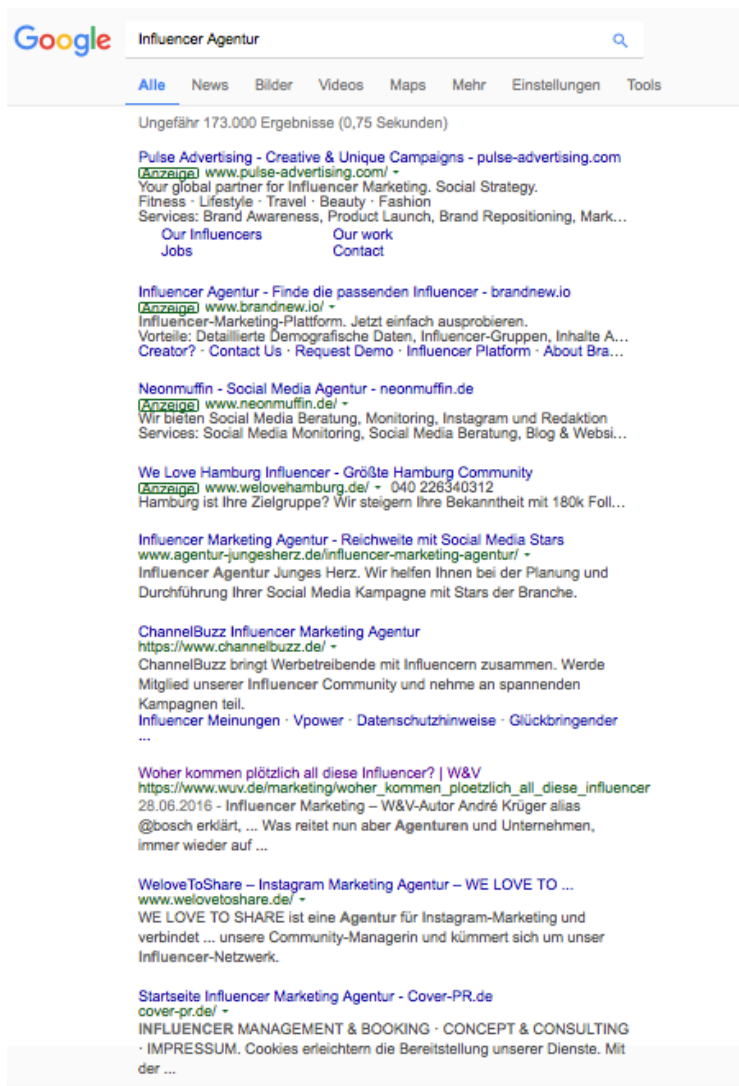 Google Influencer Agentur
Alle News Bilder Videos Maps Mehr Einstellungen Tools
Ungefähr 173.000 Ergebnisse (0,75 Sekunden)
Pulse Advertising - Creative & Unique Campaigns - pulse-advertising.com
Anzeige www.pulse-advertising.com/
Your global partner for Influencer Marketing. Social Strategy.
Fitness · Lifestyle · Travel · Beauty · Fashion
Services: Brand Awareness, Product Launch, Brand Repositioning, Mark...
Our Influencers Our work
Jobs Contact
Influencer Agentur - Finde die passenden Influencer - brandnew.io
Anzeige www.brandnew.io/
Influencer-Marketing-Plattform. Jetzt einfach ausprobieren.
Vorteile: Detaillierte Demografische Daten, Influencer-Gruppen, Inhalte A...
Creator? · Contact Us · Request Demo · Influencer Platform · About Bra...
Neonmuffin - Social Media Agentur - neonmuffin.de
Anzeige www.neonmuffin.de/
Wir bieten Social Media Beratung, Monitoring, Instagram und Redaktion
Services: Social Media Monitoring, Social Media Beratung, Blog & Websi...
We Love Hamburg Influencer - Größte Hamburg Community
Anzeige www.welovehamburg.de/ 040 226340312
Hamburg ist Ihre Zielgruppe? Wir steigern Ihre Bekanntheit mit 180k Foll...
Influencer Marketing Agentur - Reichweite mit Social Media Stars
www.agentur-jungesherz.de/influencer-marketing-agentur/
Influencer Agentur Junges Herz. Wir helfen Ihnen bei der Planung und
Durchführung Ihrer Social Media Kampagne mit Stars der Branche.
ChannelBuzz Influencer Marketing Agentur
https://www.channelbuzz.de/
ChannelBuzz bringt Werbetreibende mit Influencern zusammen. Werde
Mitglied unserer Influencer Community und nehme an spannenden
Kampagnen teil.
Influencer Meinungen · Vpower · Datenschutzhinweise · Glückbringender
...
Woher kommen plötzlich all diese Influencer? | W&V
https://www.wuv.de/marketing/woher_kommen_ploetzlich_all_diese_influencer
28.06.2016 - Influencer Marketing – W&V-Autor André Krüger alias
@bosch erklärt, ... Was reitet nun aber Agenturen und Unternehmen,
immer wieder auf ...
WeloveToShare – Instagram Marketing Agentur – WE LOVE TO ...
www.welovetoshare.de/
WE LOVE TO SHARE ist eine Agentur für Instagram-Marketing und
verbindet ... unsere Community-Managerin und kümmert sich um unser
Influencer-Netzwerk.
Startseite Influencer Marketing Agentur - Cover-PR.de
cover-pr.de/
INFLUENCER MANAGEMENT & BOOKING · CONCEPT & CONSULTING
· IMPRESSUM. Cookies erleichtern die Bereitstellung unserer Dienste. Mit
der ...